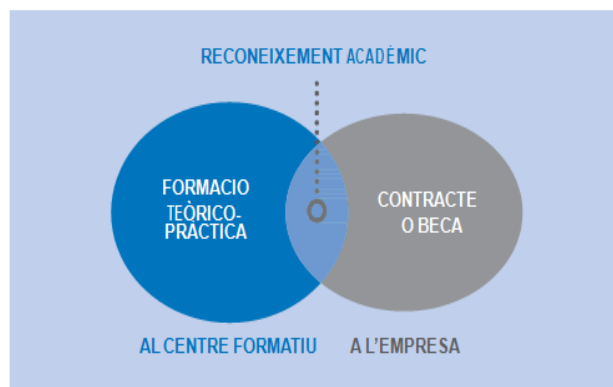 RECONEIXEMENT ACADÈMIC
FORMACIO
TEÒRICO-
PRÀCTICA
CONTRACTE
O BECA
AL CENTRE FORMATIU
A L'EMPRESA